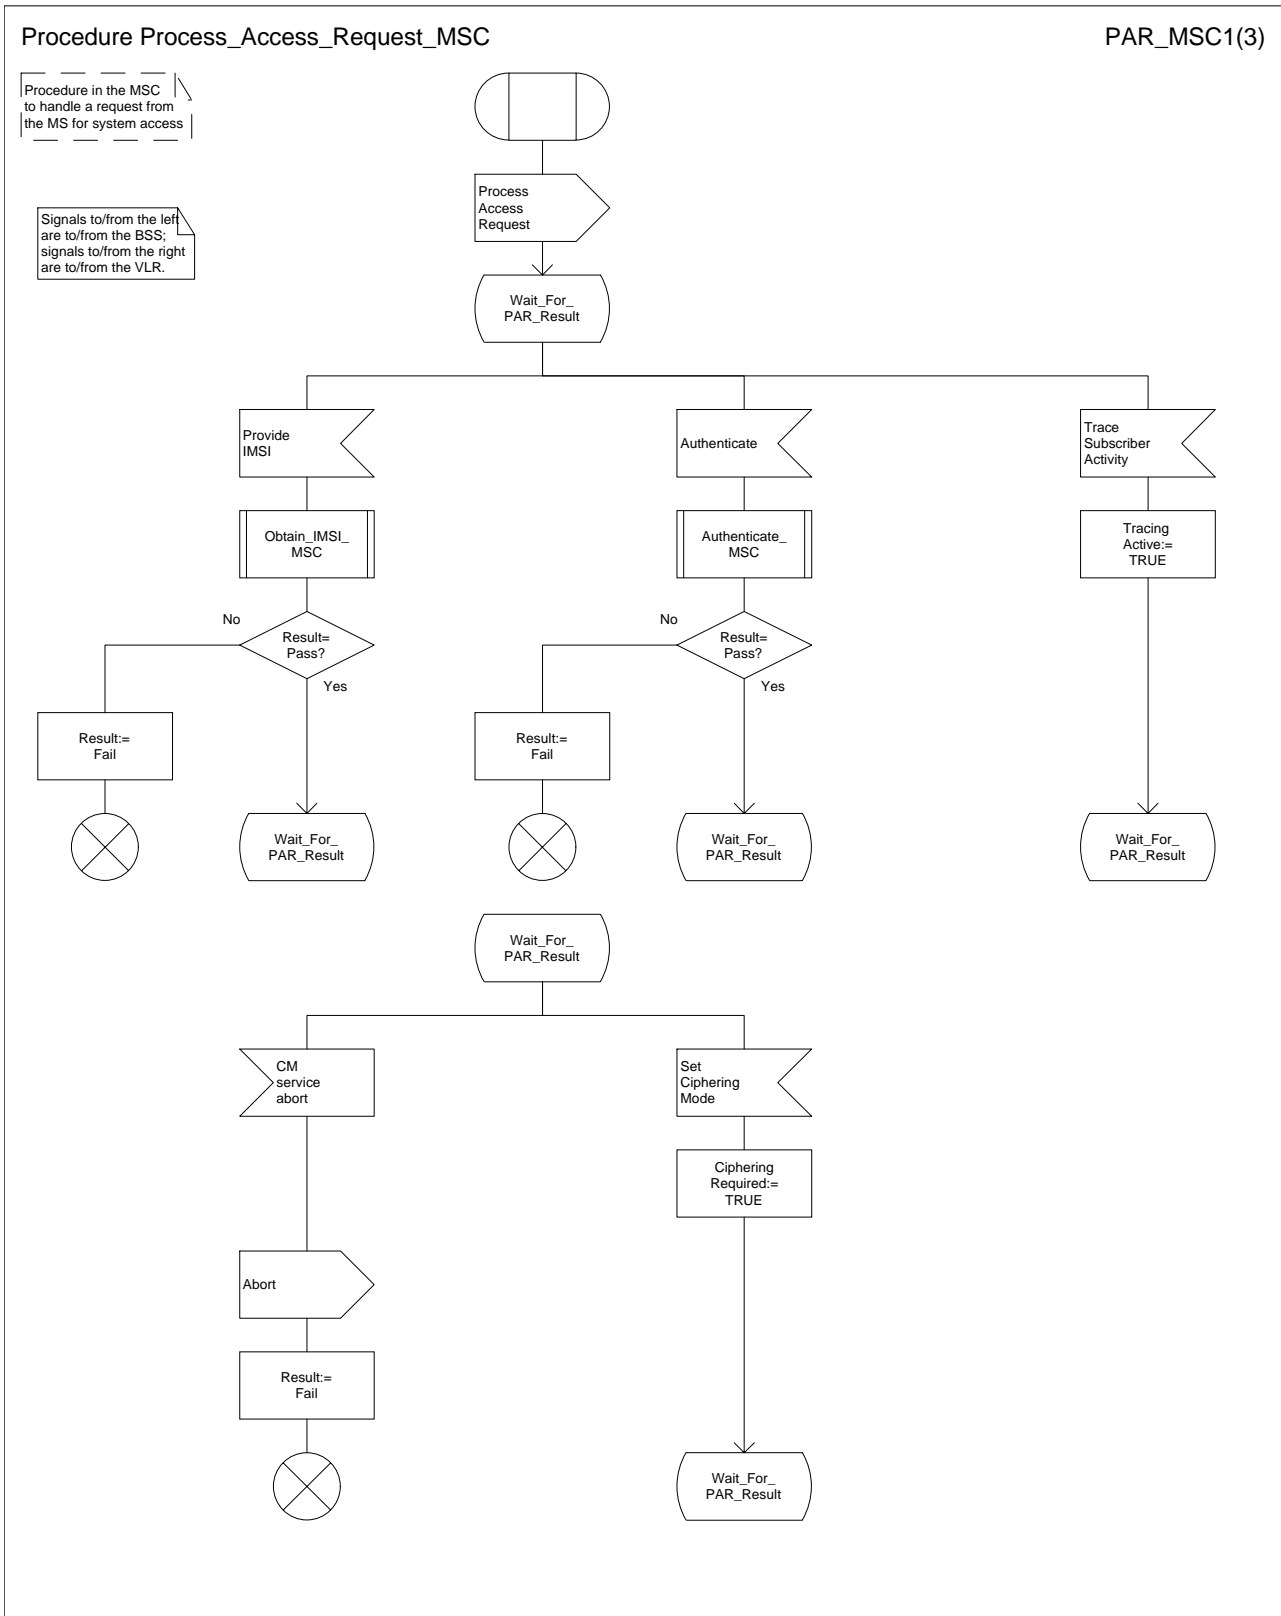 Procedure Process_Access_Request_MSC
PAR_MSC1(3)
Procedure in the MSC
to handle a request from
the MS for system access
Process
Access
Request
Signals to/from the left
are to/from the BSS;
signals to/from the right
are to/from the VLR.
Wait_For_
PAR_Result
Provide
IMSI
Authenticate
Trace
Subscriber
Activity
Obtain_IMSI_
MSC
Authenticate_
MSC
Tracing
Active:=
TRUE
No
Result=
Pass?
Yes
No
Result=
Pass?
Yes
Result:=
Fail
Result:=
Fail
Wait_For_
PAR_Result
Wait_For_
PAR_Result
Wait_For_
PAR_Result
Wait_For_
PAR_Result
CM
service
abort
Set
Ciphering
Mode
Ciphering
Required:=
TRUE
Abort
Result:=
Fail
Wait_For_
PAR_Result